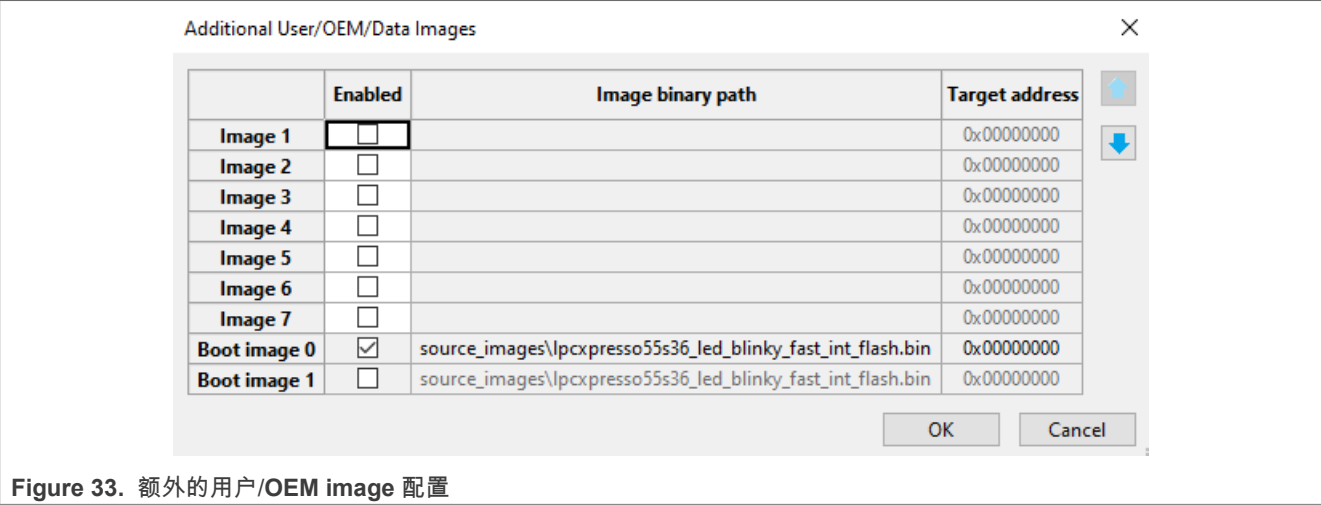 Additional User/OEM/Data Images
Enabled Image binary path Target address
Image 1 0x00000000
Image 2 0x00000000
Image 3 0x00000000
Image 4 0x00000000
Image 5 0x00000000
Image 6 0x00000000
Image 7 0x00000000
Boot image 0 source_images\lpcxpresso55s36_led_blinky_fast_int_flash.bin 0x00000000
Boot image 1 source_images\lpcxpresso55s36_led_blinky_fast_int_flash.bin 0x00000000
OK Cancel
Figure 33. 额外的用户/OEM image 配置